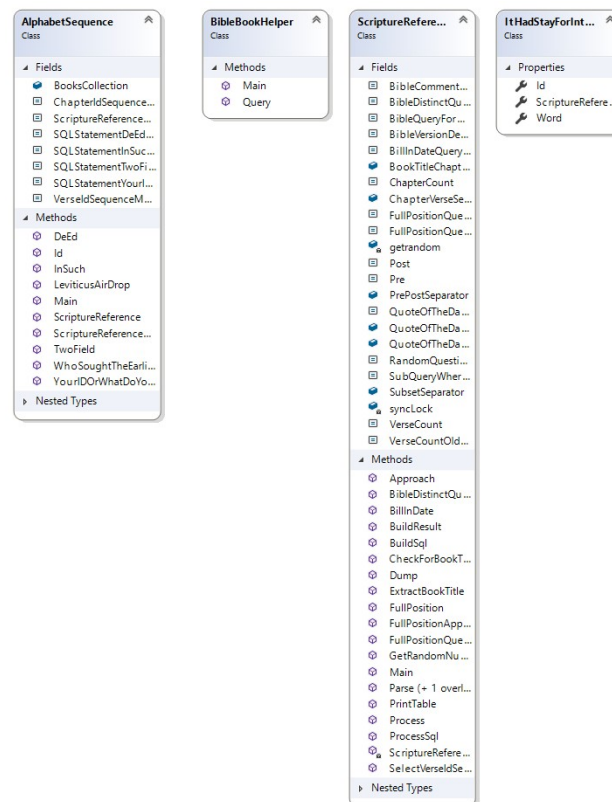 AlphabetSequence
Class
Fields
BooksCollection
ChapterIdSequence...
ScriptureReference...
SQLStatementDeEd...
SQLStatementInSuc...
SQLStatementTwoFi...
SQLStatementYourI...
VerseIdSequenceM...
Methods
DeEd
Id
InSuch
LeviticusAirDrop
Main
ScriptureReference
ScriptureReference...
TwoField
WhoSoughtTheEarli...
YourIDOrWhatDoYo...
Nested Types
BibleBookHelper
Class
Methods
Main
Query
ScriptureRefere...
Class
Fields
BibleComment...
BibleDistinctQu...
BibleQueryFor...
BibleVersionDe...
BillInDateQuery...
BookTitleChapt...
ChapterCount
ChapterVerseSe...
FullPositionQue...
FullPositionQue...
getrandom
Post
Pre
PrePostSeparator
QuoteOfTheDa...
QuoteOfTheDa...
QuoteOfTheDa...
RandomQuesti...
SubQueryWher...
SubsetSeparator
syncLock
VerseCount
VerseCountOld...
Methods
Approach
BibleDistinctQu...
BillInDate
BuildResult
BuildSql
CheckForBookT...
Dump
ExtractBookTitle
FullPosition
FullPositionApp...
FullPositionQue...
GetRandomNu...
Main
Parse (+ 1 overl...
PrintTable
Process
ProcessSql
ScriptureRefere...
SelectVerseIdSe...
Nested Types
ItHadStayForInt...
Class
Properties
Id
ScriptureRefere...
Word